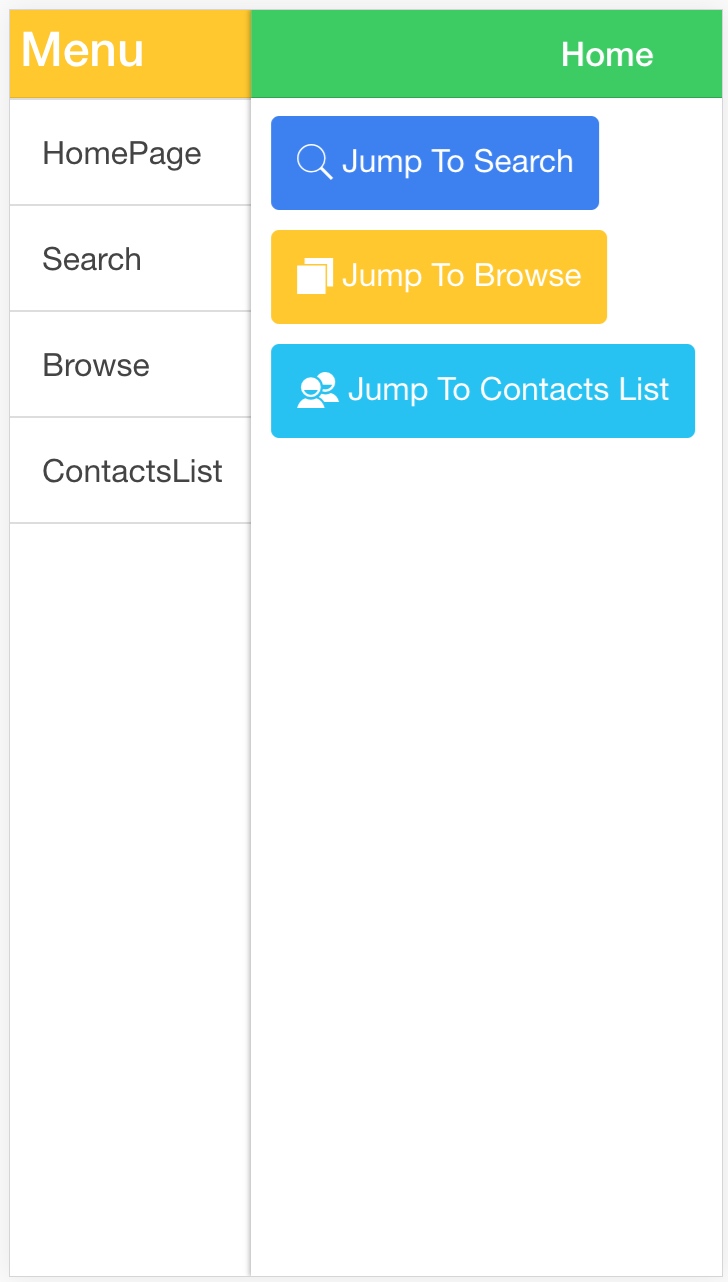 Menu
Home
HomePage
Search
Browse
ContactsList
Jump To Search
Jump To Browse
Jump To Contacts List